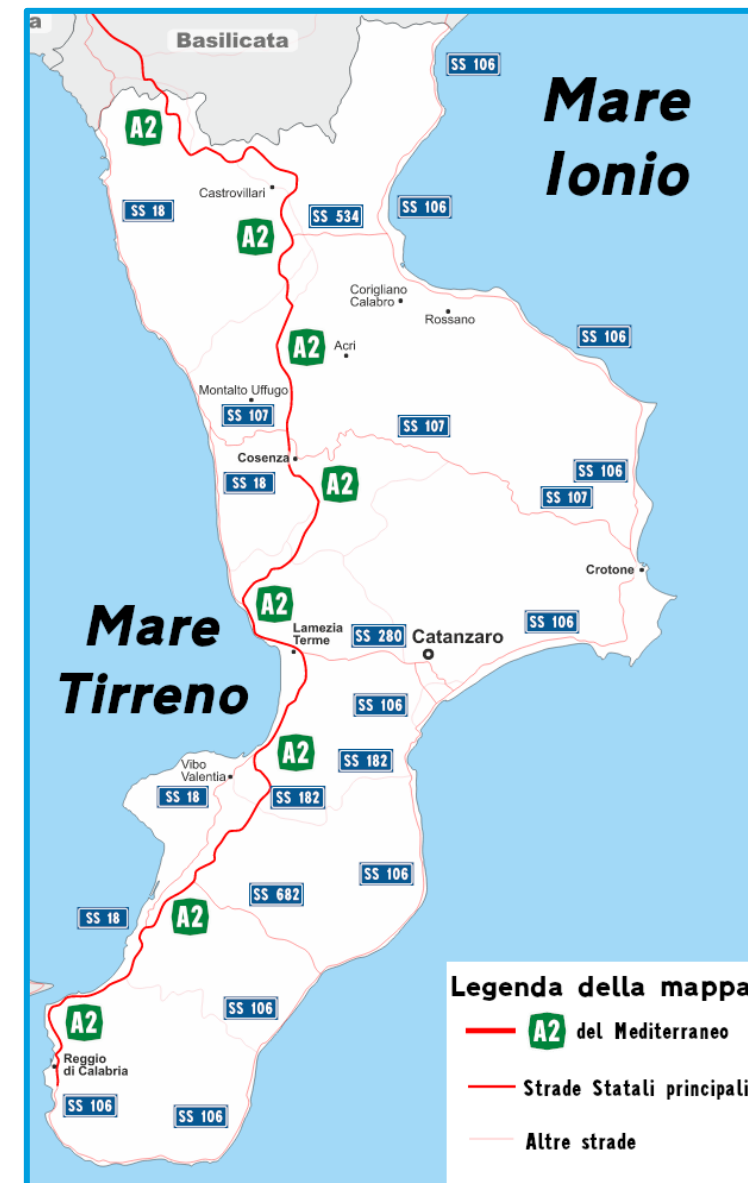 a
Basilicata
SS 106
Mare
Ionio
A2
Castrovillari
SS 18
SS 534
SS 106
A2
Corigliano
Calabro
Rossano
SS 106
A2
Acri
Montalto Uffugo
SS 107
SS 107
Cosenza
SS 18
A2
SS 106
SS 107
Crotone
A2
Mare
Tirreno
Lamezia
Terme
SS 280
Catanzaro
SS 106
SS 106
A2
SS 182
Vibo
Valentia
SS 18
SS 182
SS 106
SS 682
SS 18
A2
SS 106
A2
Reggio
di Calabria
SS 106
SS 106
Legenda della mappa
A2 del Mediterraneo
Strade Statali principali
Altre strade